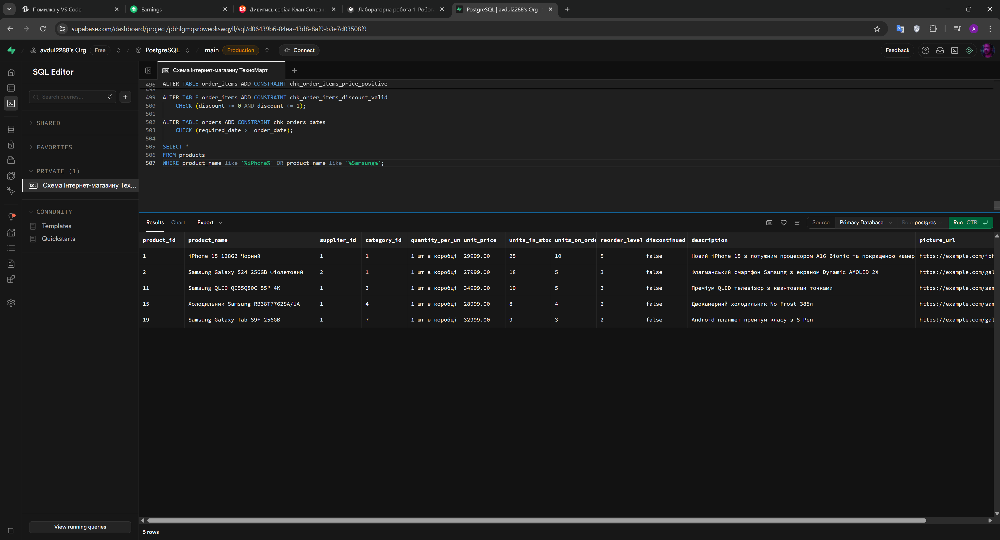 Помилка у VS Code
Earnings
Дивитись серіал Клан Сопран
Лабораторна робота 1. Робот
PostgreSQL | avdul2288's Org |
supabase.com/dashboard/project/pbhlgmqsrbweokswqyll/sql/d06439b6-84ea-43d8-8af9-b3e7d03508f9
A
avdul2288's Org Free PostgreSQL main Production Connect
Feedback
SQL Editor
Search queries...
SHARED
FAVORITES
PRIVATE (1)
SQL Схема інтернет-магазину Тех...
COMMUNITY
Templates
Quickstarts
View running queries
SQL Схема інтернет-магазину ТехноМарт
496 ALTER TABLE order_items ADD CONSTRAINT chk_order_items_price_positive
498
499 ALTER TABLE order_items ADD CONSTRAINT chk_order_items_discount_valid
500 CHECK (discount >= 0 AND discount <= 1);
501
502 ALTER TABLE orders ADD CONSTRAINT chk_orders_dates
503 CHECK (required_date >= order_date);
504
505 SELECT *
506 FROM products
507 WHERE product_name like '%iPhone%' OR product_name like '%Samsung%';
Results Chart Export Source Primary Database Role postgres Run CTRL
product_id product_name supplier_id category_id quantity_per_un unit_price units_in_stoc units_on_orde reorder_level discontinued description picture_url
1 iPhone 15 128GB Чорний 1 1 1 шт в коробці 29999.00 25 10 5 false Новий iPhone 15 з потужним процесором A16 Bionic та покращеною камер https://example.com/iph
2 Samsung Galaxy S24 256GB Фіолетовий 2 1 1 шт в коробці 27999.00 18 5 3 false Флагманський смартфон Samsung з екраном Dynamic AMOLED 2X https://example.com/gal
11 Samsung QLED QE55Q80C 55" 4K 1 3 1 шт в коробці 34999.00 10 5 3 false Преміум QLED телевізор з квантовими точками https://example.com/sam
15 Холодильник Samsung RB38T7762SA/UA 1 4 1 шт в коробці 28999.00 8 4 2 false Двокамерний холодильник No Frost 385л https://example.com/sam
19 Samsung Galaxy Tab S9+ 256GB 1 7 1 шт в коробці 32999.00 9 3 2 false Android планшет преміум класу з S Pen https://example.com/gal
5 rows